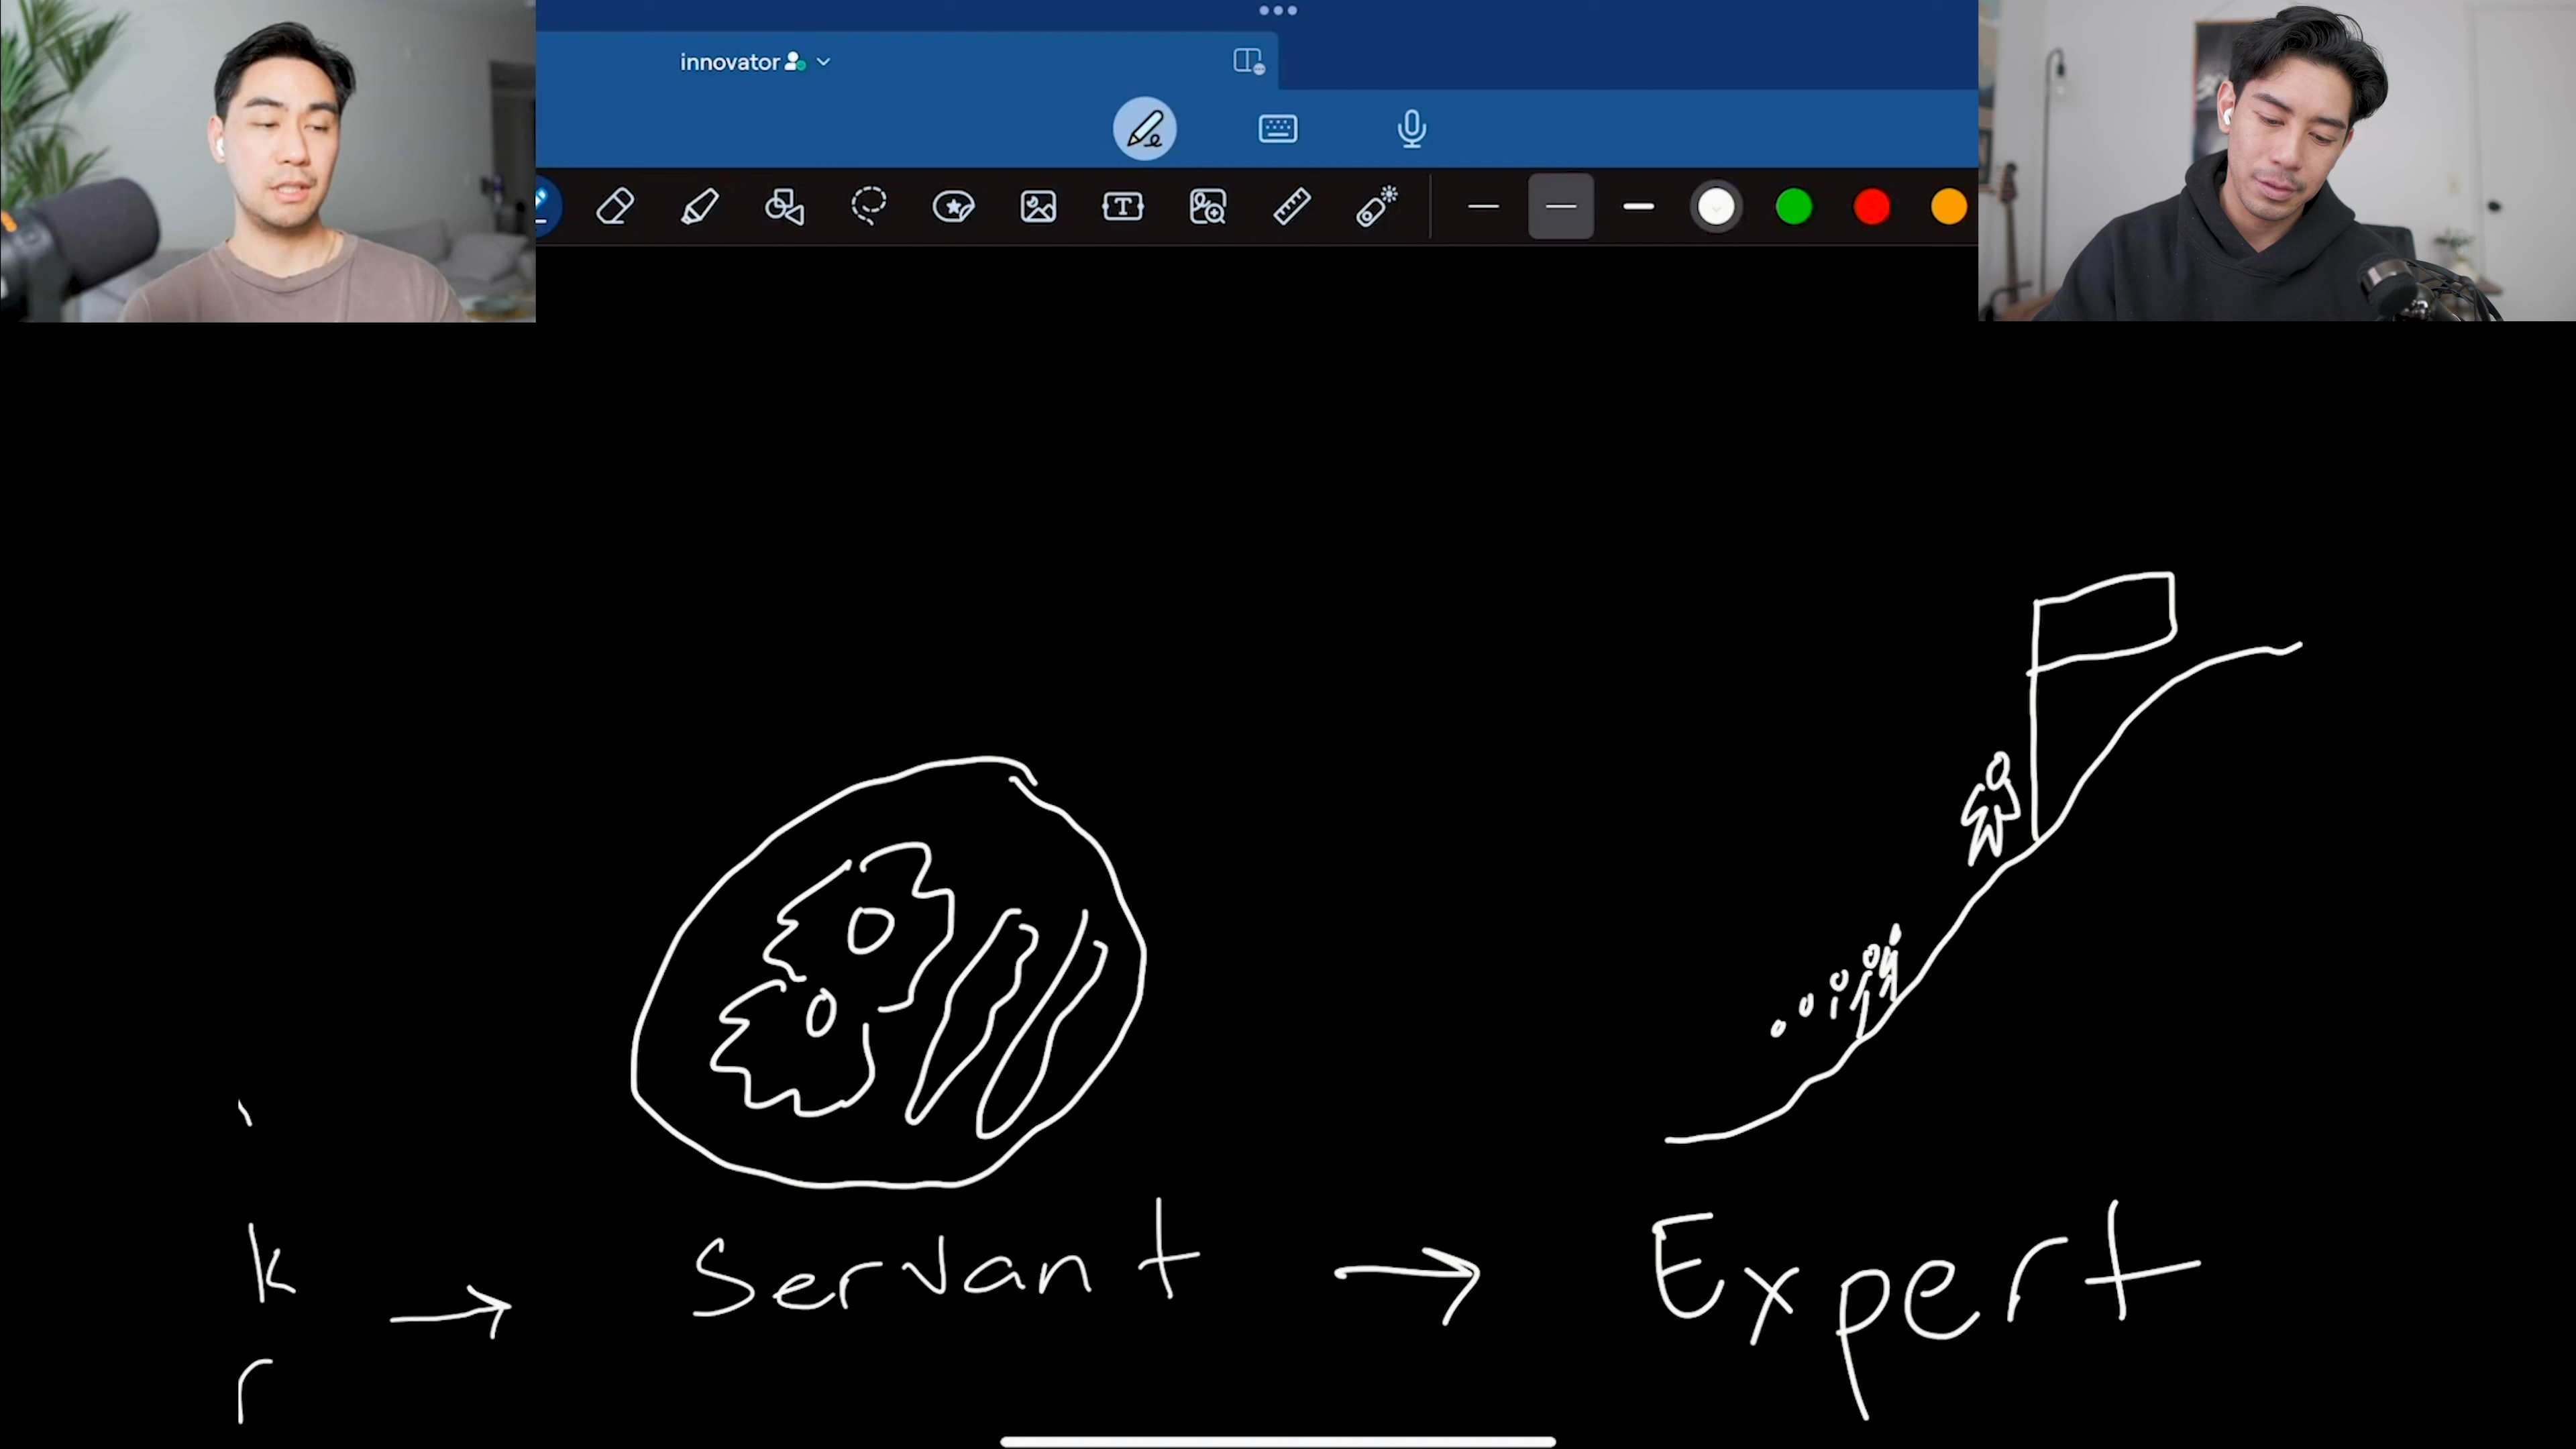 innovator
T
k → Servant → Expert
r